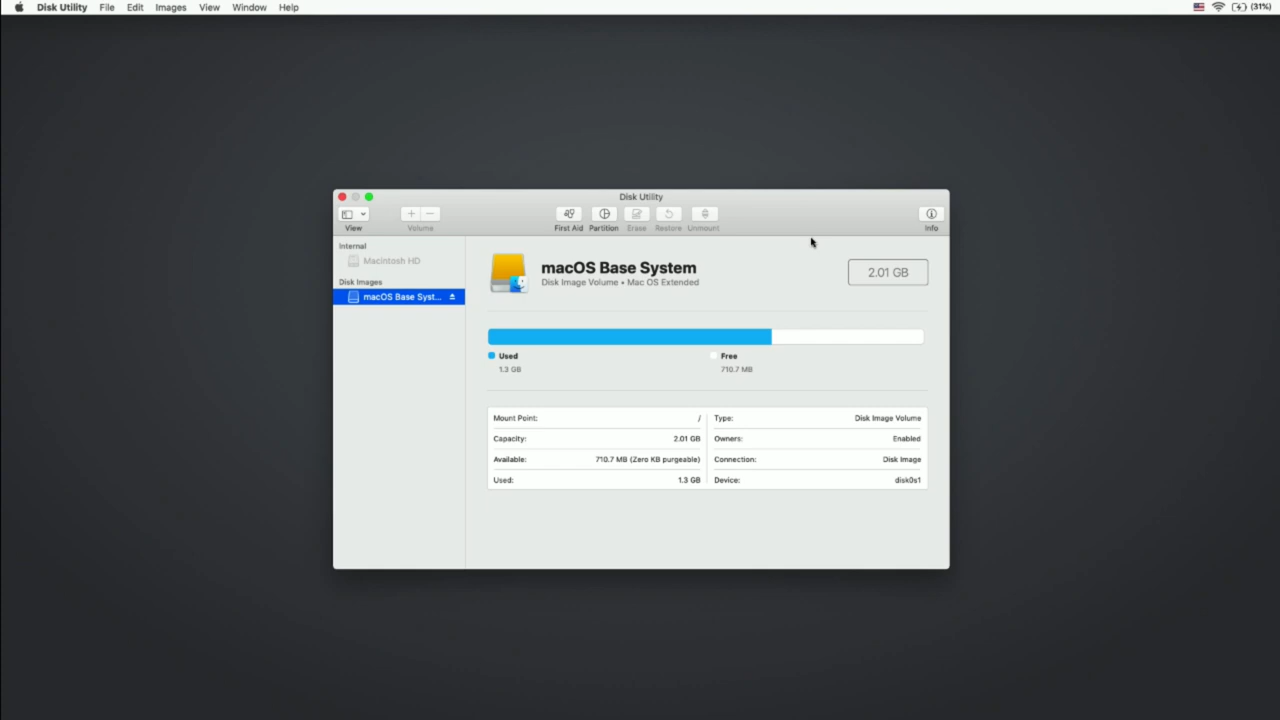 Disk Utility File Edit Images View Window Help (31%)
Disk Utility
View Volume First Aid Partition Erase Restore Unmount Info
Internal
Macintosh HD
Disk Images
macOS Base Syst...
macOS Base System
Disk Image Volume • Mac OS Extended
2.01 GB
Used Free
1.3 GB 710.7 MB
Mount Point: / Type: Disk Image Volume
Capacity: 2.01 GB Owners: Enabled
Available: 710.7 MB (Zero KB purgeable) Connection: Disk Image
Used: 1.3 GB Device: disk0s1